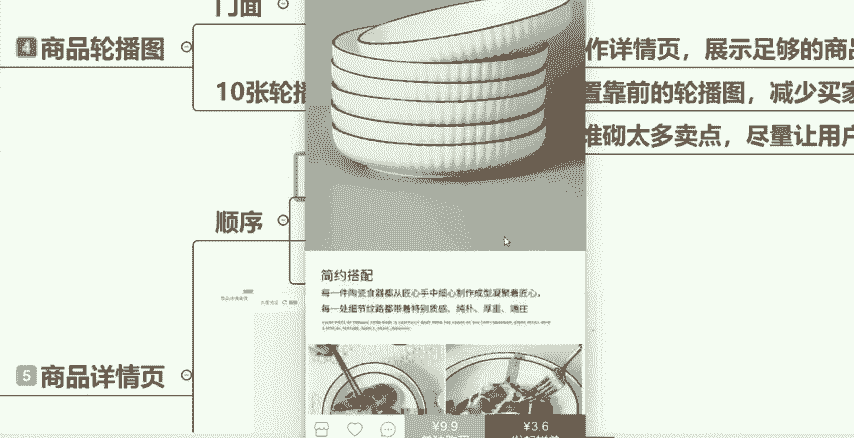 门面
4 商品轮播图
作详情页，展示足够的商品
10张轮播
置靠前的轮播图，减少买家
堆砌太多卖点，尽量让用户
顺序
简约搭配
每一件陶瓷食器都从匠心手中细心制作成型凝聚着匠心，
每一处细节纹路都带着特别质感、纯朴、厚重、端庄
5 商品详情页
¥9.9
¥3.6